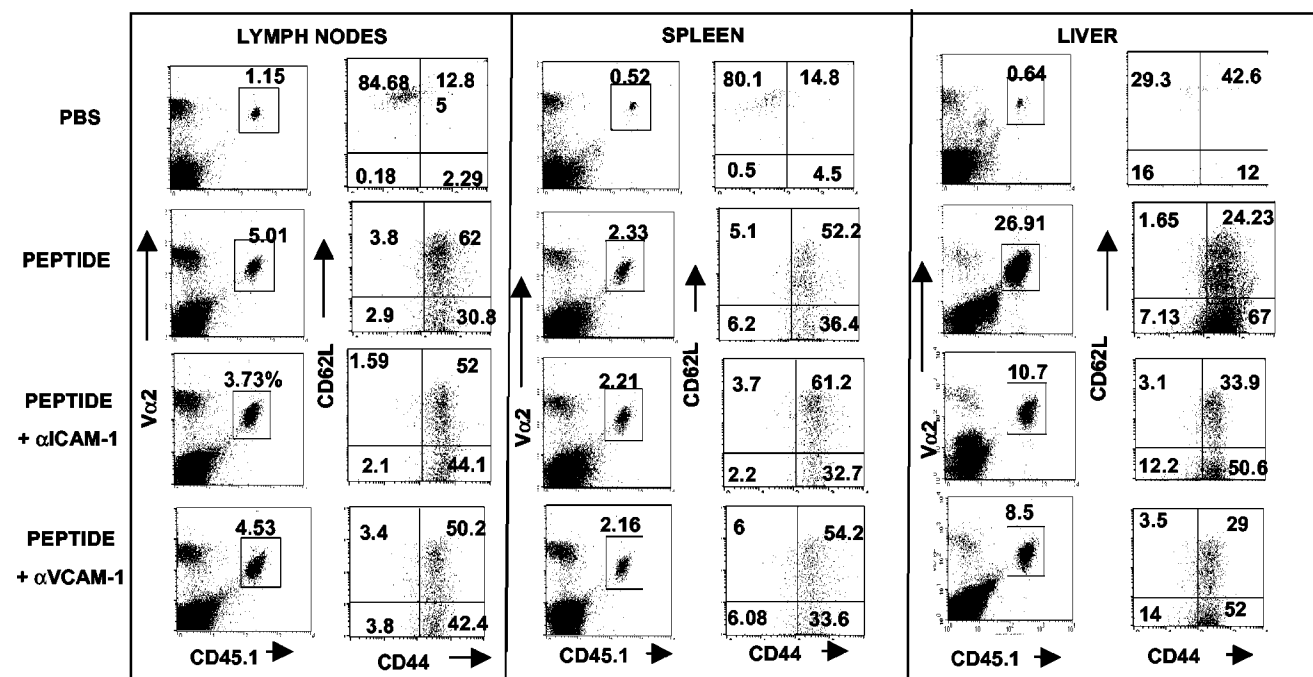 LYMPH NODES
SPLEEN
LIVER
PBS
1.15
84.68
12.8
5
0.18
2.29
0.52
80.1
14.8
0.5
4.5
0.64
29.3
42.6
16
12
PEPTIDE
5.01
3.8
62
2.9
30.8
2.33
5.1
52.2
6.2
36.4
26.91
1.65
24.23
7.13
67
PEPTIDE
+ αICAM-1
3.73%
1.59
52
2.1
44.1
2.21
3.7
61.2
2.2
32.7
10.7
3.1
33.9
12.2
50.6
PEPTIDE
+ αVCAM-1
4.53
3.4
50.2
3.8
42.4
2.16
6
54.2
6.08
33.6
8.5
3.5
29
14
52
Vα2
CD62L
Vα2
CD62L
Vα2
CD62L
CD45.1
CD44
CD45.1
CD44
CD45.1
CD44